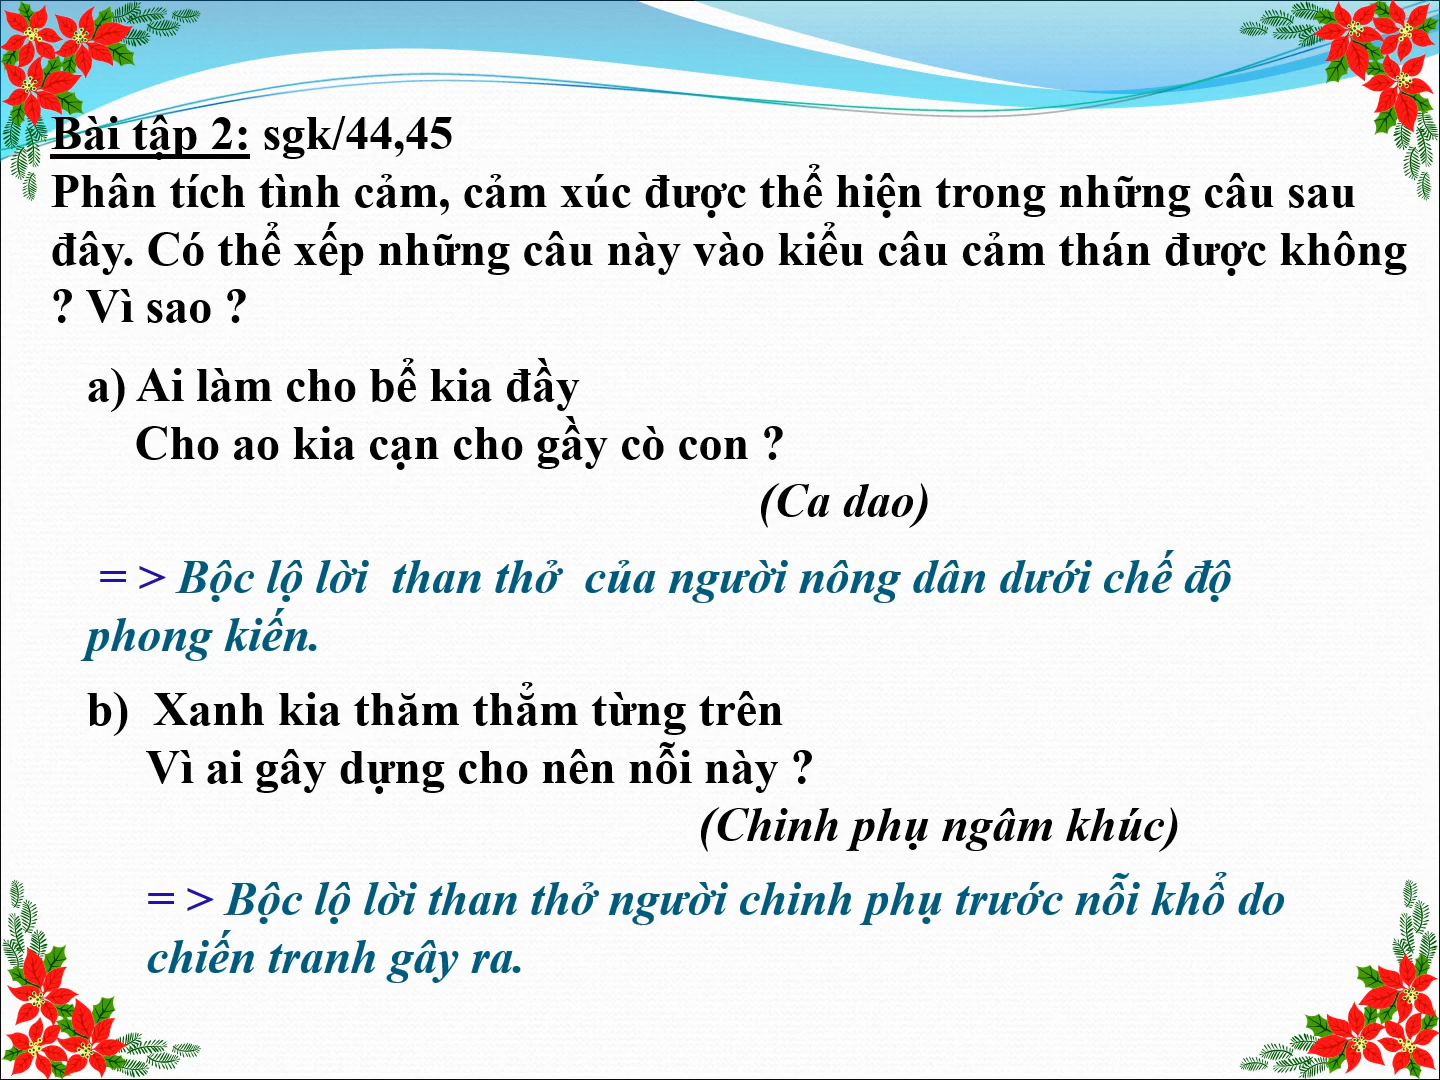 Bài tập 2: sgk/44,45
Phân tích tình cảm, cảm xúc được thể hiện trong những câu sau
đây. Có thể xếp những câu này vào kiểu câu cảm thán được không
? Vì sao ?
a) Ai làm cho bể kia đầy
Cho ao kia cạn cho gầy cò con ?
(Ca dao)
= > Bộc lộ lời than thở của người nông dân dưới chế độ
phong kiến.
b) Xanh kia thăm thẳm từng trên
Vì ai gây dựng cho nên nỗi này ?
(Chinh phụ ngâm khúc)
= > Bộc lộ lời than thở người chinh phụ trước nỗi khổ do
chiến tranh gây ra.